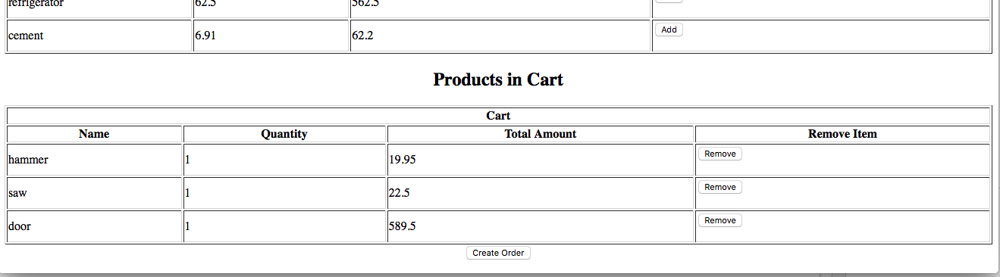 refrigerator 62.5 562.5
cement 6.91 62.2 Add
Products in Cart
Cart
Name Quantity Total Amount Remove Item
hammer 1 19.95 Remove
saw 1 22.5 Remove
door 1 589.5 Remove
Create Order